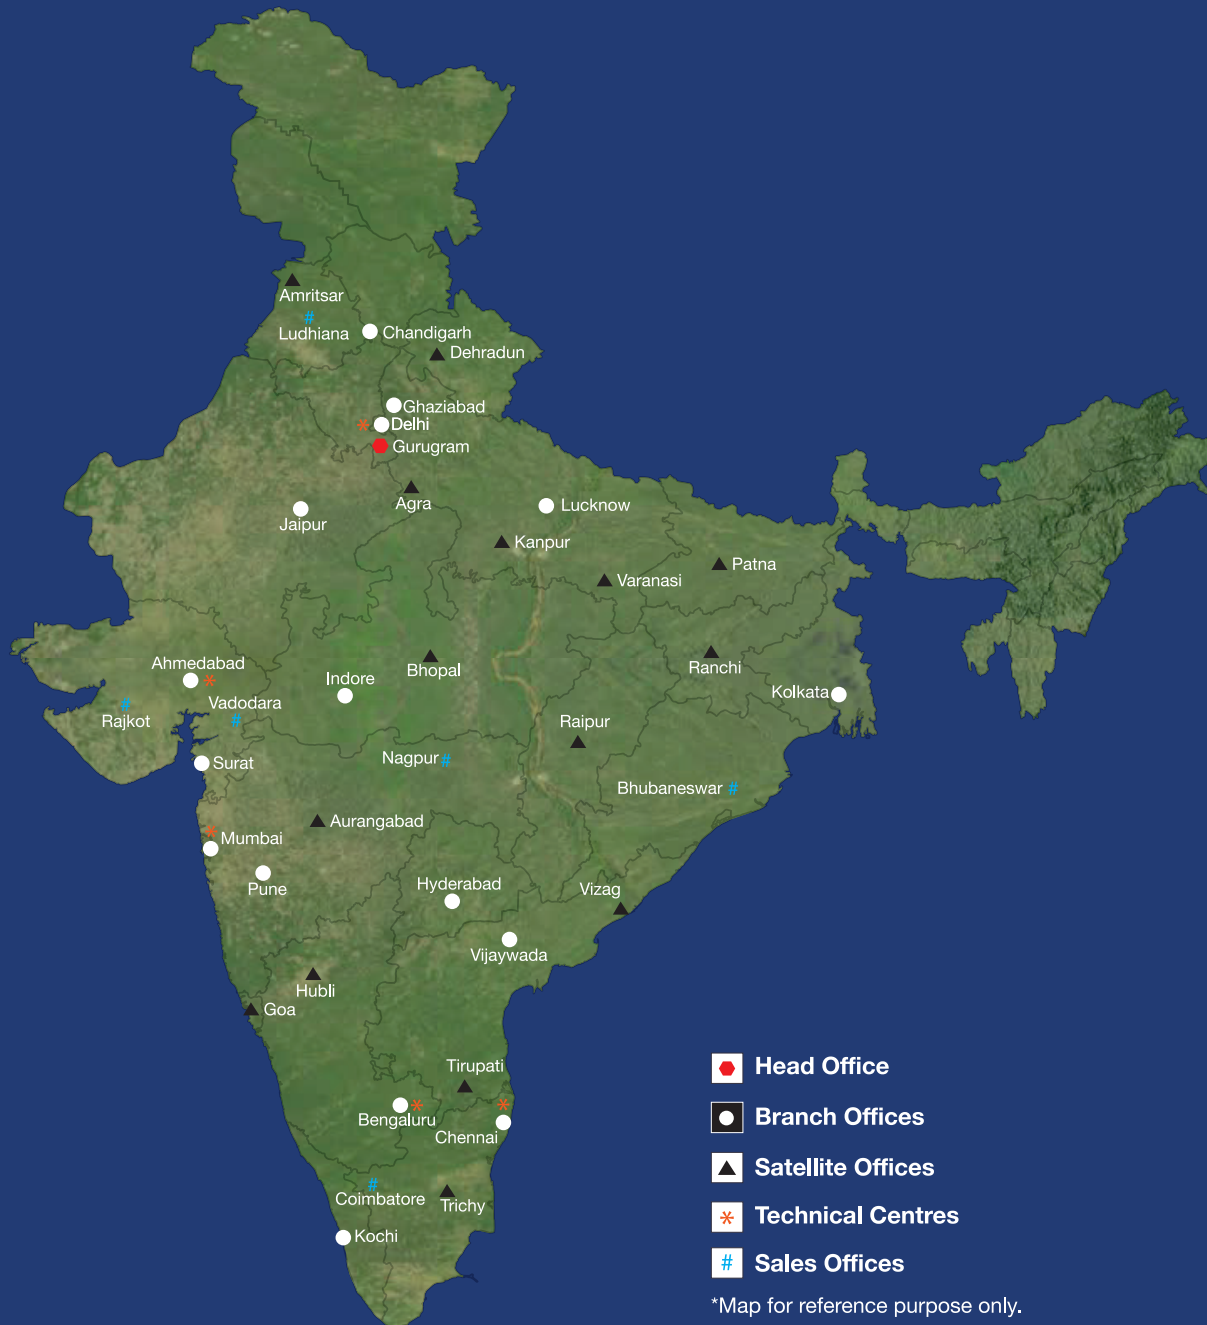 Amritsar
#
Ludhiana
Chandigarh
Dehradun
Ghaziabad
* Delhi
Gurugram
Agra
Lucknow
Jaipur
Kanpur
Patna
Varanasi
Ahmedabad
*
Bhopal
Ranchi
Indore
Kolkata
#
Rajkot
Vadodara
#
Raipur
Nagpur #
Surat
Bhubaneswar #
Aurangabad
*
Mumbai
Pune
Hyderabad
Vizag
Vijaywada
Hubli
Goa
Tirupati
*
Bengaluru
*
Chennai
#
Coimbatore
Trichy
Kochi
Head Office
Branch Offices
Satellite Offices
* Technical Centres
# Sales Offices
*Map for reference purpose only.